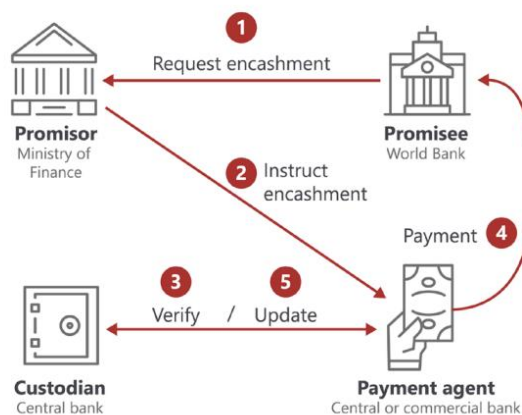 1
Request encashment
Promisor
Ministry of
Finance
Promisee
World Bank
2 Instruct
encashment
Payment 4
3 5
Verify / Update
Custodian
Central bank
Payment agent
Central or commercial bank